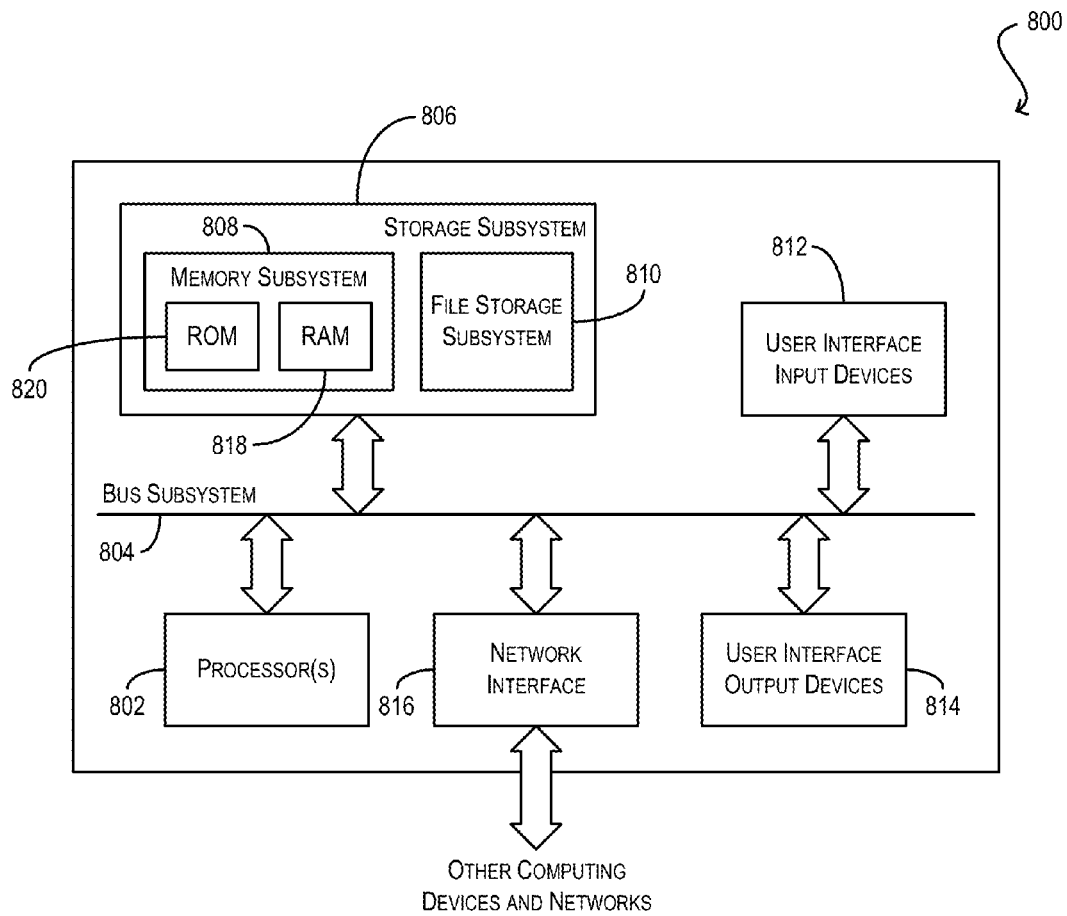 800
806
STORAGE SUBSYSTEM
808
MEMORY SUBSYSTEM
ROM
RAM
820
818
FILE STORAGE
SUBSYSTEM
810
812
USER INTERFACE
INPUT DEVICES
BUS SUBSYSTEM
804
PROCESSOR(S)
802
NETWORK
INTERFACE
816
USER INTERFACE
OUTPUT DEVICES
814
OTHER COMPUTING
DEVICES AND NETWORKS